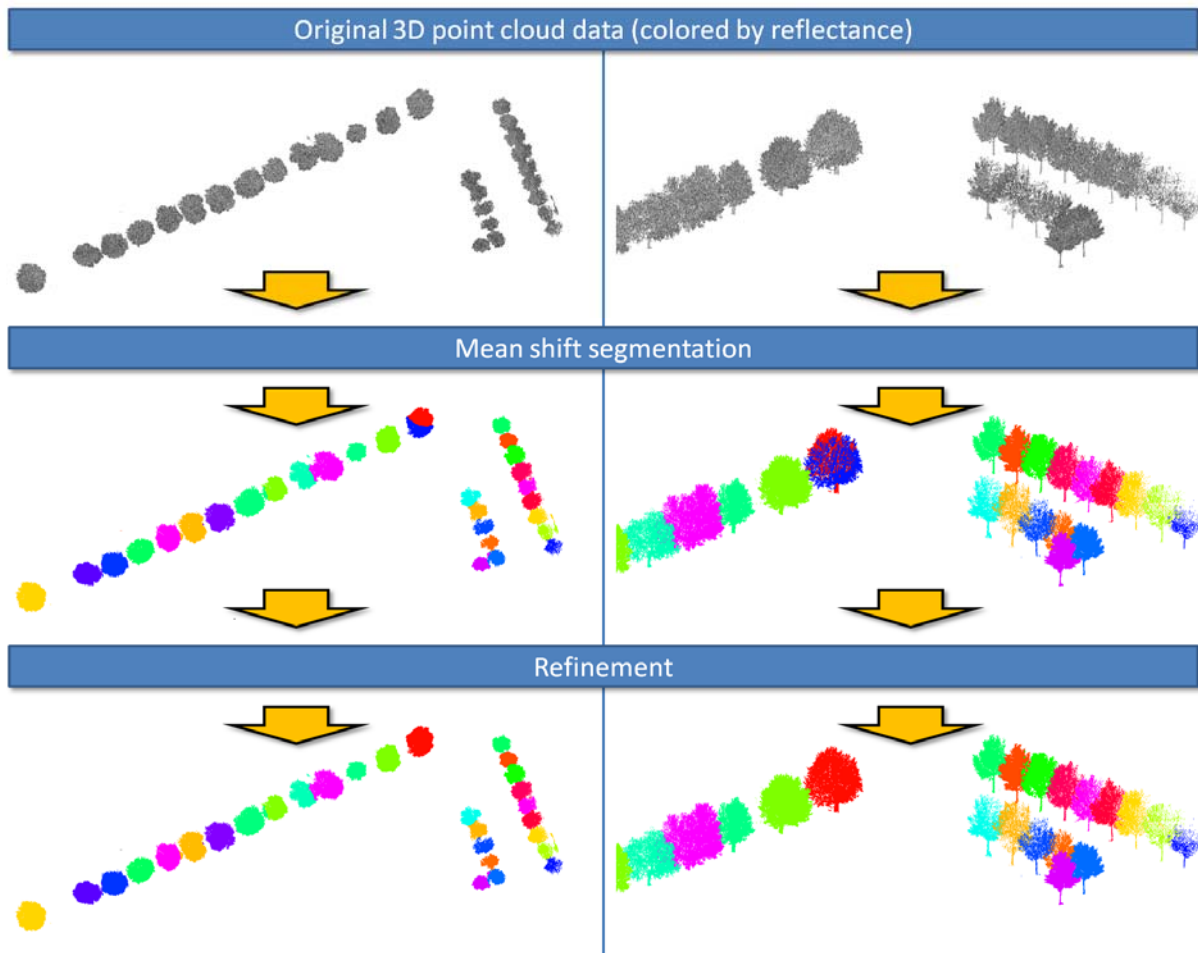 Original 3D point cloud data (colored by reflectance)
Mean shift segmentation
Refinement